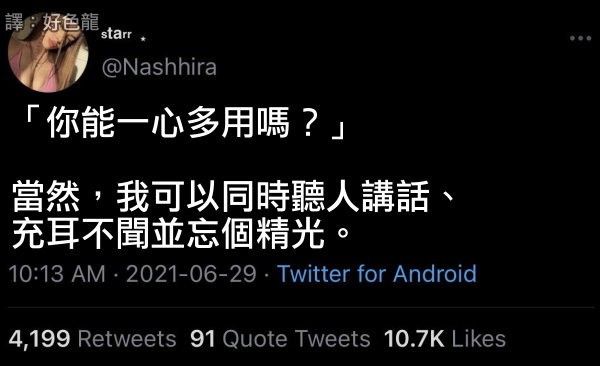 譯：好色龍
starr ⋆
@Nashhira
「你能一心多用嗎？」
當然，我可以同時聽人講話、
充耳不聞並忘個精光。
10:13 AM · 2021-06-29 · Twitter for Android
4,199 Retweets 91 Quote Tweets 10.7K Likes